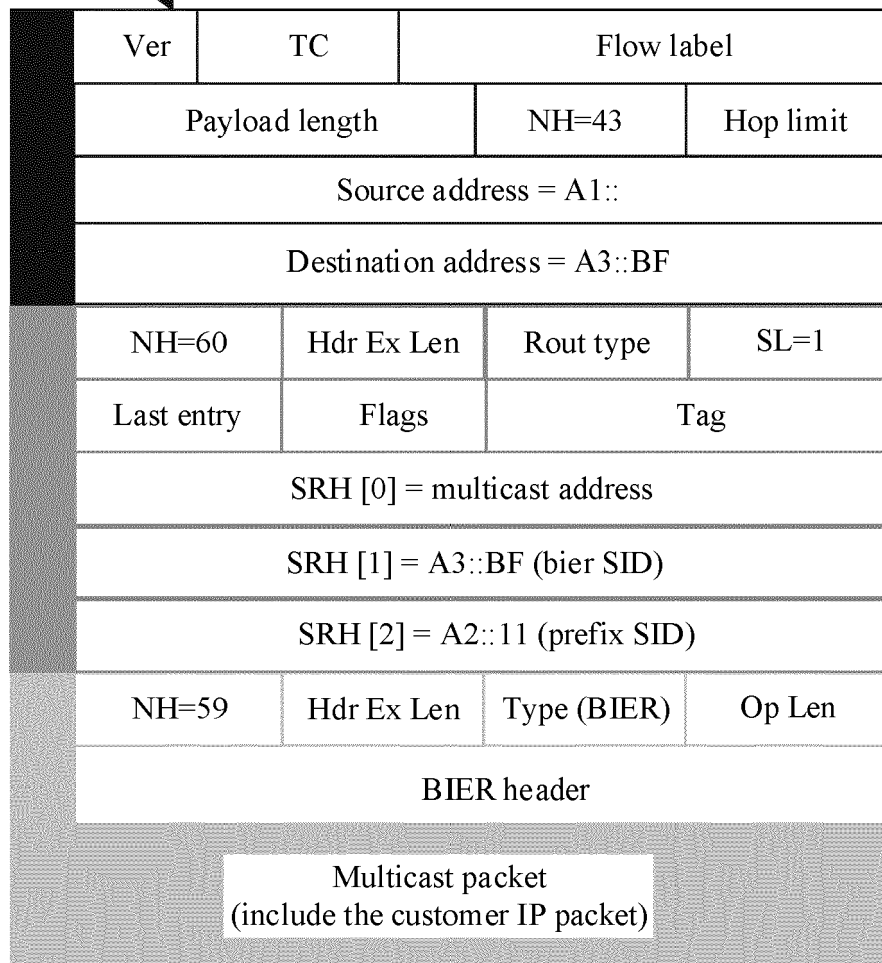 Ver TC Flow label
Payload length NH=43 Hop limit
Source address = A1::
Destination address = A3::BF
NH=60 Hdr Ex Len Rout type SL=1
Last entry Flags Tag
SRH [0] = multicast address
SRH [1] = A3::BF (bier SID)
SRH [2] = A2::11 (prefix SID)
NH=59 Hdr Ex Len Type (BIER) Op Len
BIER header
Multicast packet
(include the customer IP packet)